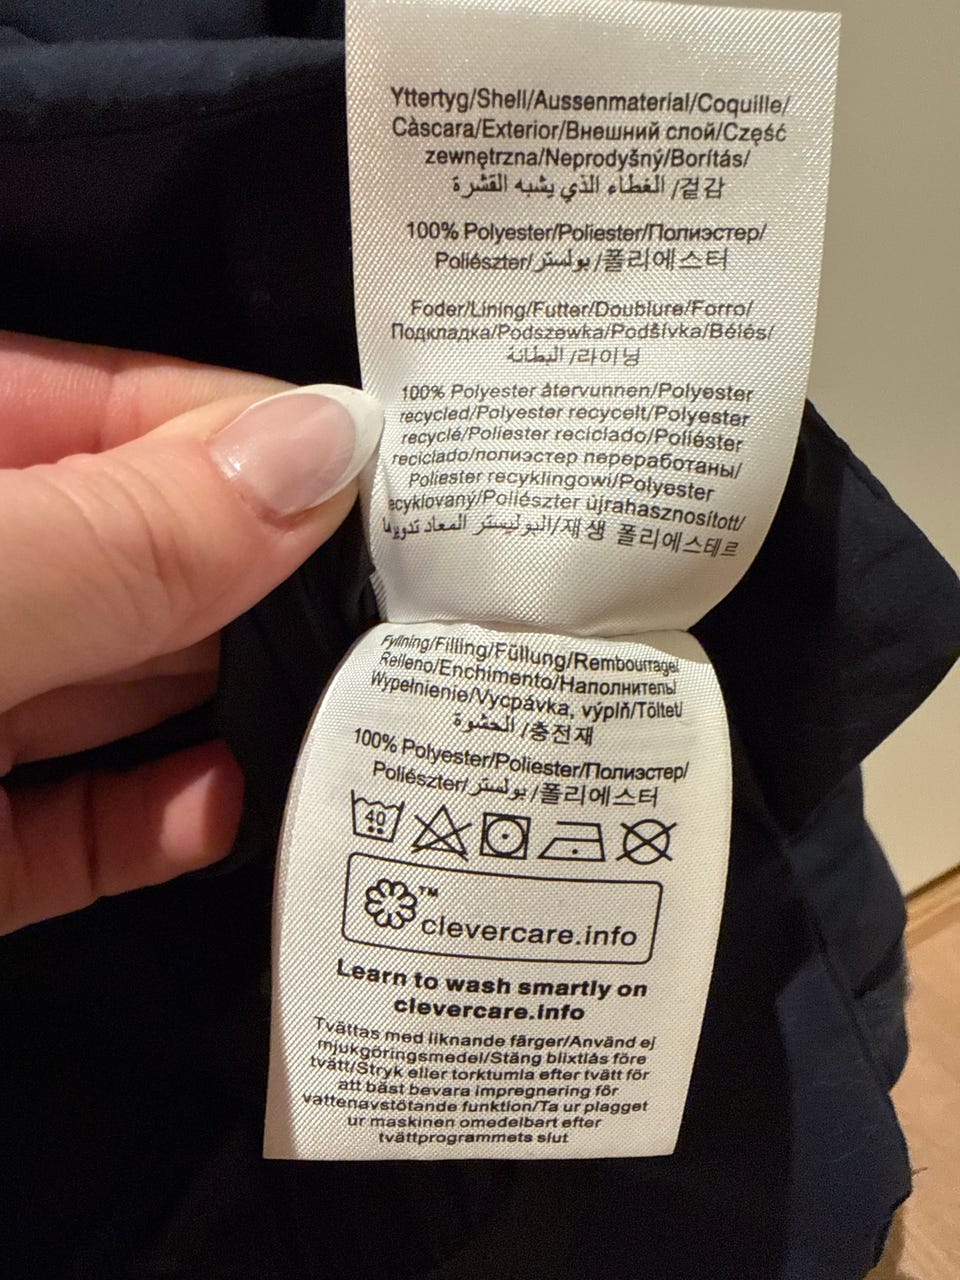 Yttertyg/Shell/Aussenmaterial/Coquille/
Càscara/Exterior/Внешний слой/Część
zewnętrzna/Neprodyšný/Borítás/
الغطاء الذي يشبه القشرة /겉감
100% Polyester/Poliester/Полиэстер/
Poliészter/بولستر/폴리에스터
Foder/Lining/Futter/Doublure/Forro/
Подкладка/Podszewka/Podšívka/Bélés/
البطانة /라이닝
100% Polyester återvunnen/Polyester
recycled/Polyester recycelt/Polyester
recyclé/Poliester reciclado/Poliéster
reciclado/полиэстер переработаны/
Poliester recyklingowi/Polyester
ecyklovaný/Poliészter újrahasznosított/
البوليستر المعاد تدويرها/재생 폴리에스테르
Fyllning/Filling/Füllung/Rembourrage/
Relleno/Enchimento/Наполнитель/
Wypełnienie/Vycpávka, výplň/Töltet/
الحشوة /충전재
100% Polyester/Poliester/Полиэстер/
Poliészter/بولستر/폴리에스터
40
™
clevercare.info
Learn to wash smartly on
clevercare.info
Tvättas med liknande färger/Använd ej
mjukgöringsmedel/Stäng blixtlås före
tvätt/Stryk eller torktumla efter tvätt för
att bäst bevara impregnering för
vattenavstötande funktion/Ta ur plagget
ur maskinen omedelbart efter
tvättprogrammets slut